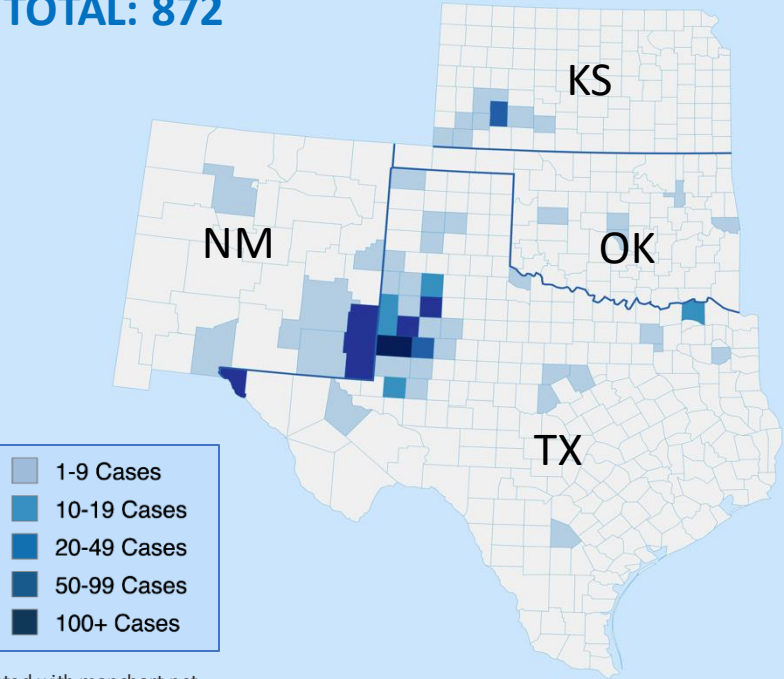 TOTAL: 872
KS
NM
OK
TX
1-9 Cases
10-19 Cases
20-49 Cases
50-99 Cases
100+ Cases